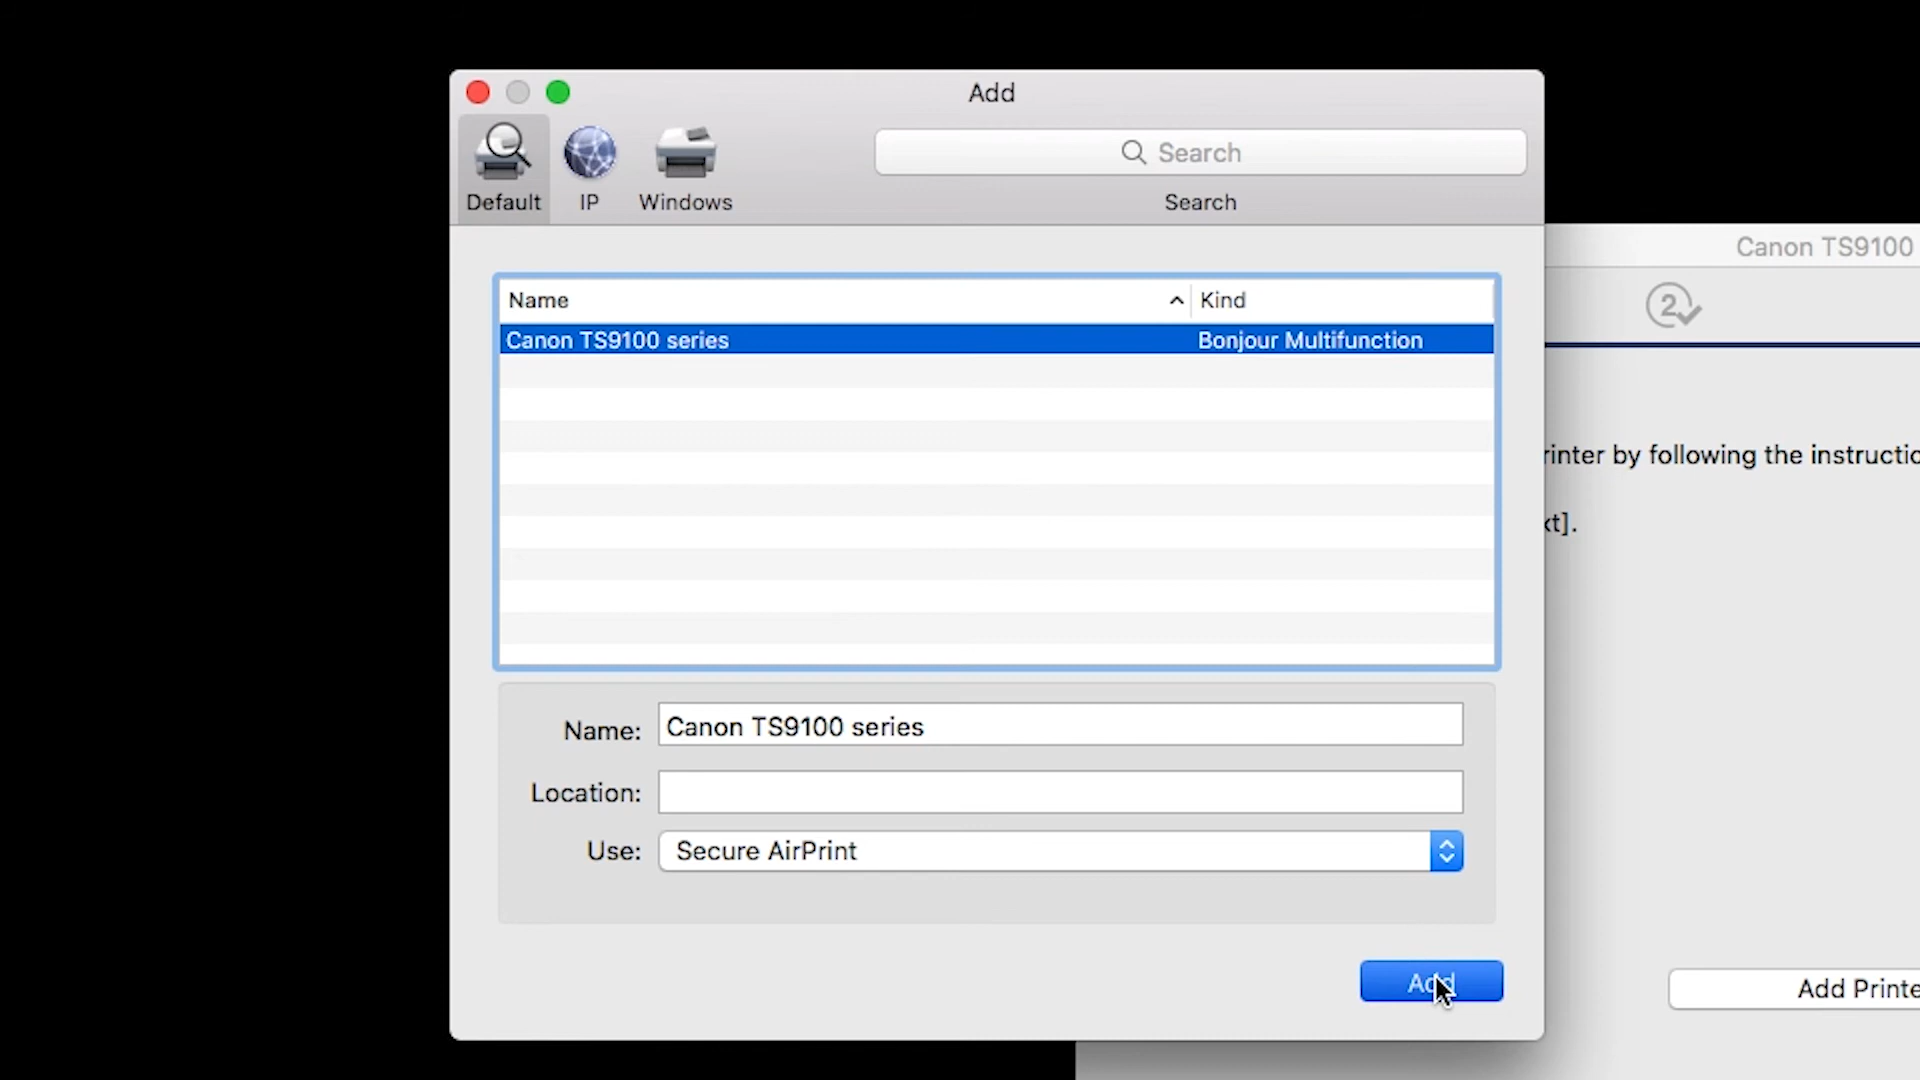 Add
Default
IP
Windows
Search
Search
Canon TS9100
2
Name
Kind
Canon TS9100 series
Bonjour Multifunction
rinter by following the instructio
xt].
Name:
Canon TS9100 series
Location:
Use:
Secure AirPrint
Add
Add Printe